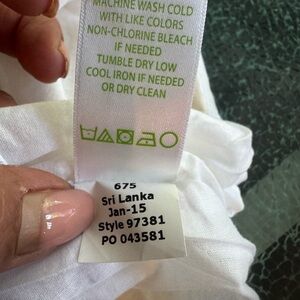 MACHINE WASH COLD
WITH LIKE COLORS
NON-CHLORINE BLEACH
IF NEEDED
TUMBLE DRY LOW
COOL IRON IF NEEDED
OR DRY CLEAN
675
Sri Lanka
Jan-15
Style 97381
PO 043581